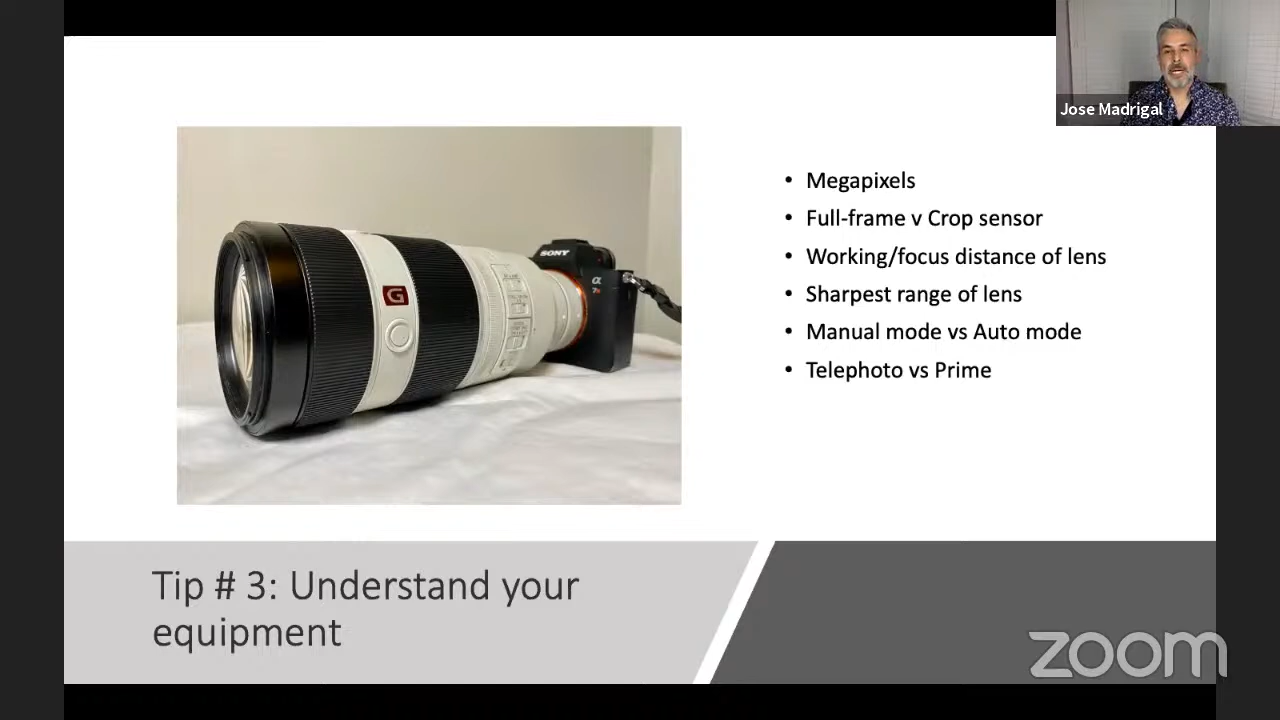 Jose Madrigal
SONY
α
7R
G
• Megapixels
• Full-frame v Crop sensor
• Working/focus distance of lens
• Sharpest range of lens
• Manual mode vs Auto mode
• Telephoto vs Prime
Tip # 3: Understand your
equipment
zoom